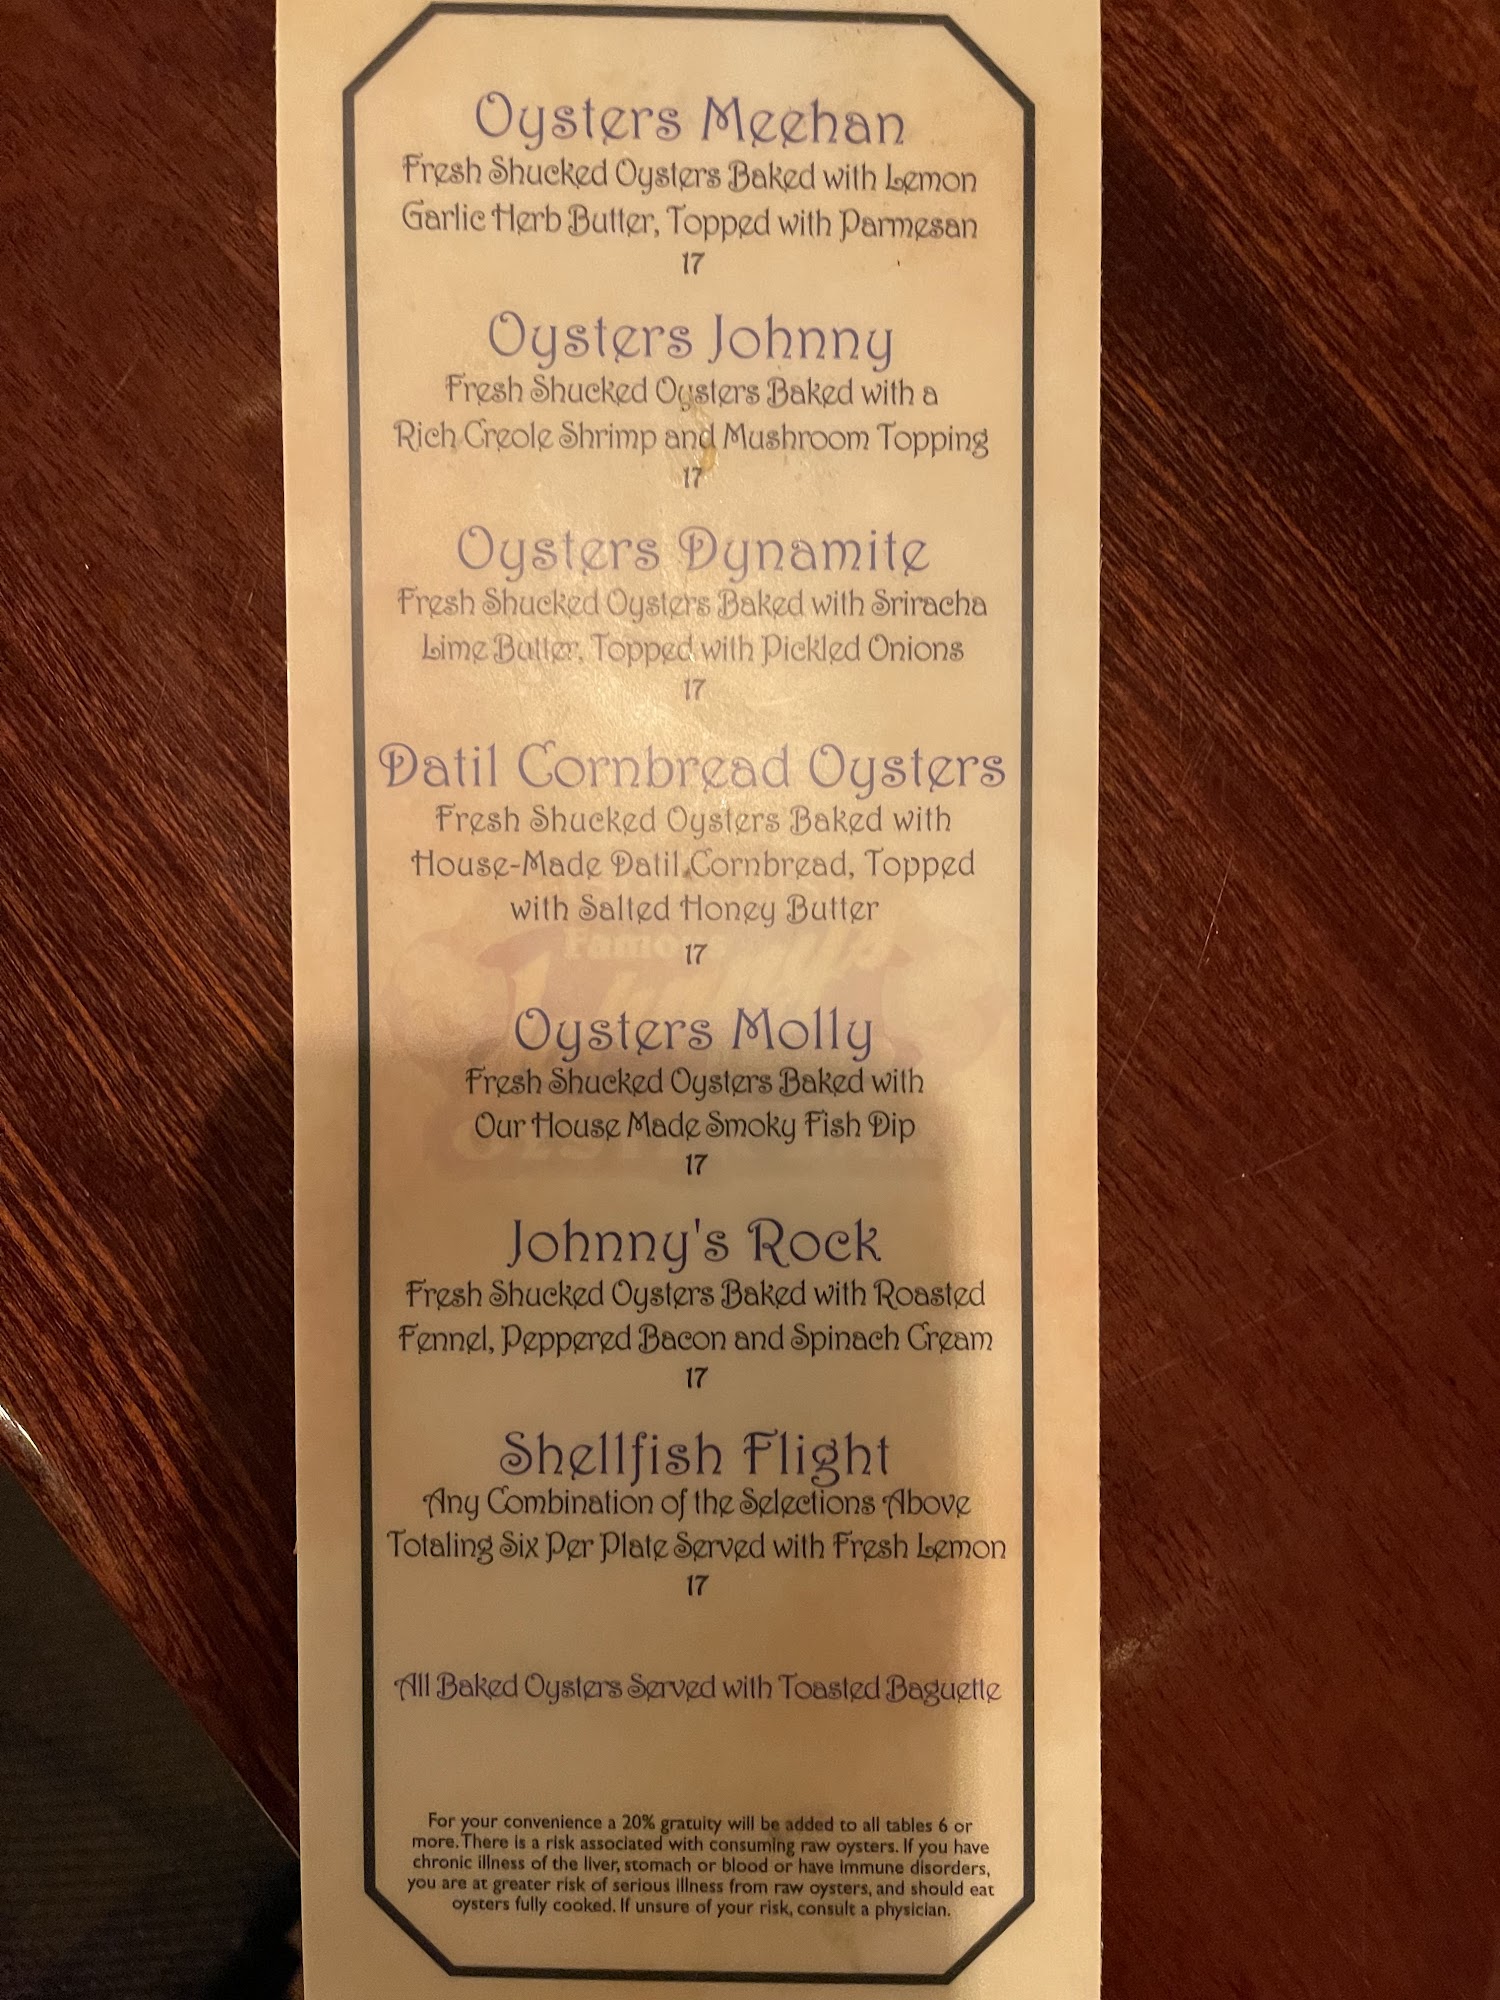 Oysters Meehan
Fresh Shucked Oysters Baked with Lemon
Garlic Herb Butter, Topped with Parmesan
17
Oysters Johnny
Fresh Shucked Oysters Baked with a
Rich Creole Shrimp and Mushroom Topping
17
Oysters Dynamite
Fresh Shucked Oysters Baked with Sriracha
Lime Butter, Topped with Pickled Onions
17
Datil Cornbread Oysters
Fresh Shucked Oysters Baked with
House-Made Datil Cornbread, Topped
with Salted Honey Butter
Famous
17
Oysters Molly
Fresh Shucked Oysters Baked with
Our House Made Smoky Fish Dip
17
Johnny's Rock
Fresh Shucked Oysters Baked with Roasted
Fennel, Peppered Bacon and Spinach Cream
17
Shellfish Flight
Any Combination of the Selections Above
Totaling Six Per Plate Served with Fresh Lemon
17
All Baked Oysters Served with Toasted Baguette
For your convenience a 20% gratuity will be added to all tables 6 or
more. There is a risk associated with consuming raw oysters. If you have
chronic illness of the liver, stomach or blood or have immune disorders,
you are at greater risk of serious illness from raw oysters, and should eat
oysters fully cooked. If unsure of your risk, consult a physician.